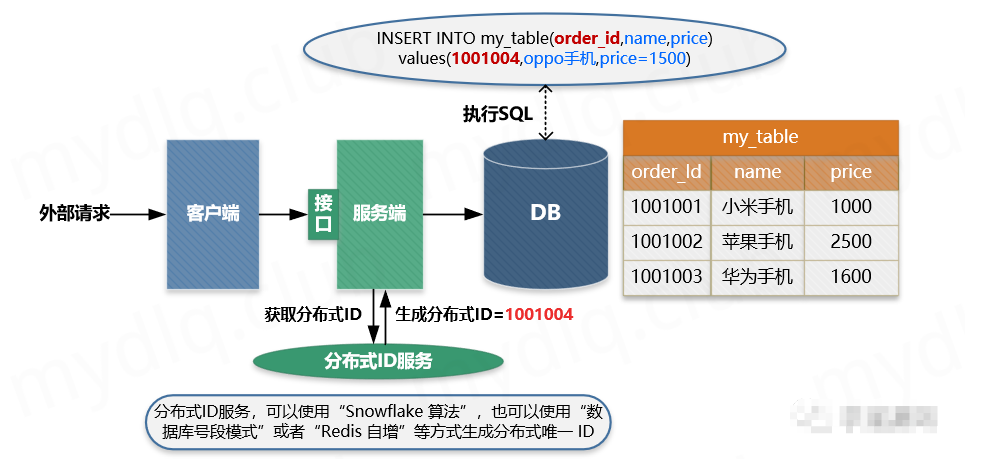 INSERT INTO my_table(order_id,name,price)
values(1001004,oppo手机,price=1500)
执行SQL
my_table
order_Id name price
1001001 小米手机 1000
1001002 苹果手机 2500
1001003 华为手机 1600
外部请求
客户端
接口
服务端
DB
获取分布式ID
生成分布式ID=1001004
分布式ID服务
分布式ID服务，可以使用“Snowflake 算法”，也可以使用“数
据库号段模式”或者“Redis 自增”等方式生成分布式唯一 ID